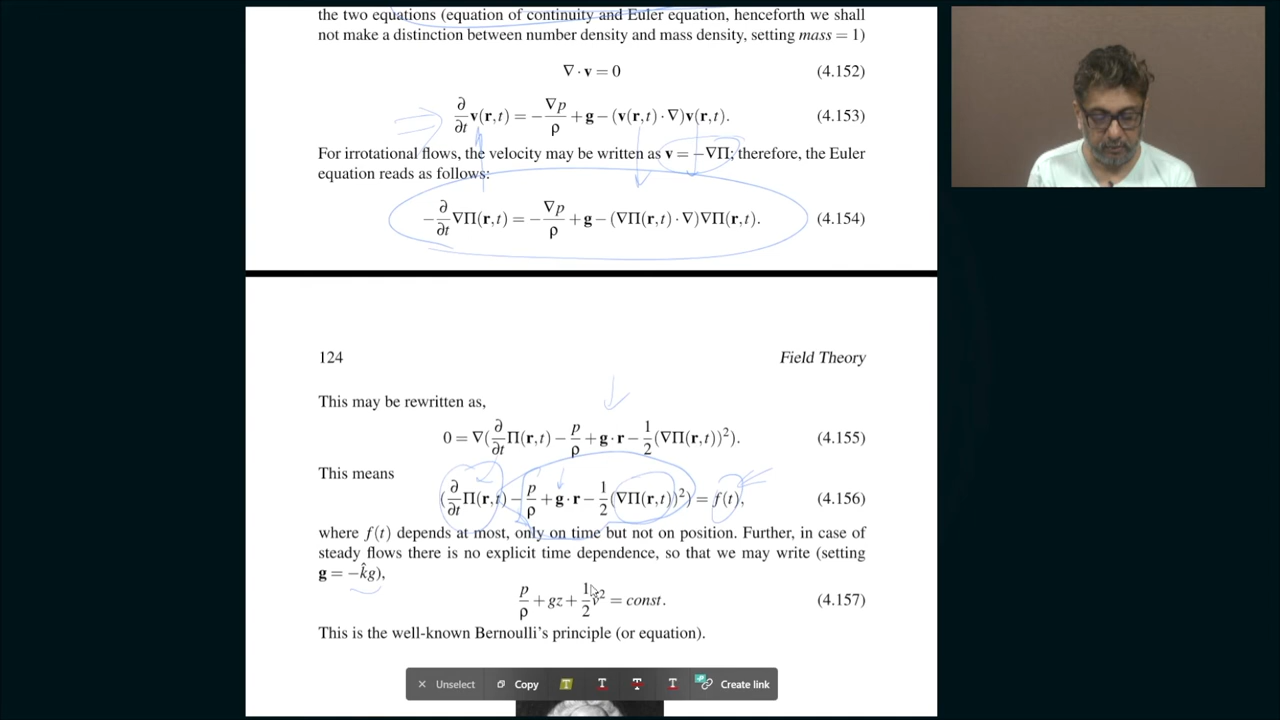 the two equations (equation of continuity and Euler equation, henceforth we shall
not make a distinction between number density and mass density, setting mass = 1)
∇ · v = 0 (4.152)
∂/∂t v(r,t) = −∇p/ρ + g − (v(r,t) · ∇)v(r,t). (4.153)
For irrotational flows, the velocity may be written as v = −∇Π; therefore, the Euler
equation reads as follows:
−∂/∂t ∇Π(r,t) = −∇p/ρ + g − (∇Π(r,t) · ∇)∇Π(r,t). (4.154)
124 Field Theory
This may be rewritten as,
0 = ∇(∂/∂t Π(r,t) − p/ρ + g · r − 1/2 (∇Π(r,t))²). (4.155)
This means
(∂/∂t Π(r,t) − p/ρ + g · r − 1/2 (∇Π(r,t))²) = f(t), (4.156)
where f(t) depends at most, only on time but not on position. Further, in case of
steady flows there is no explicit time dependence, so that we may write (setting
g = −k̂g),
p/ρ + gz + 1/2 v² = const. (4.157)
This is the well-known Bernoulli's principle (or equation).
× Unselect Copy T T T T Create link